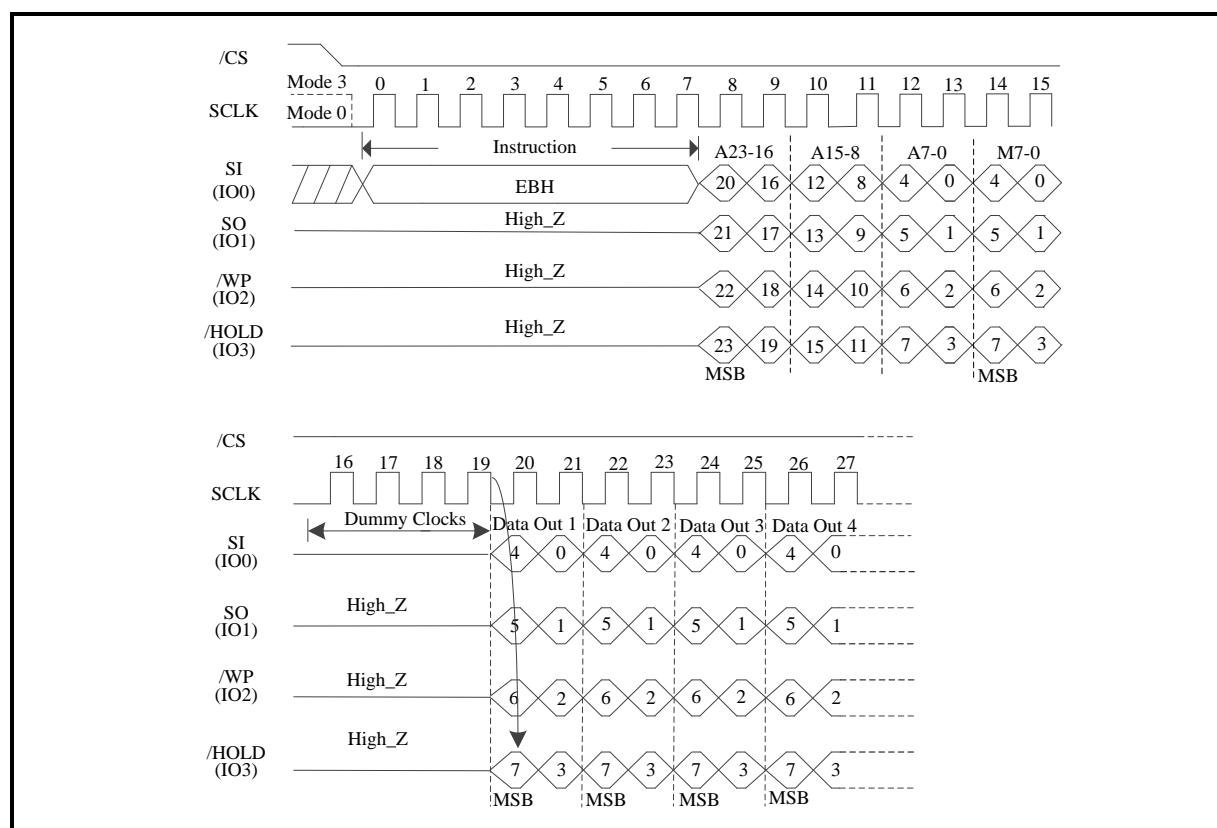 /CS
Mode 3 0 1 2 3 4 5 6 7 8 9 10 11 12 13 14 15
SCLK Mode 0
Instruction A23-16 A15-8 A7-0 M7-0
SI
(IO0) EBH 20 16 12 8 4 0 4 0
SO
(IO1) High_Z 21 17 13 9 5 1 5 1
/WP
(IO2) High_Z 22 18 14 10 6 2 6 2
/HOLD
(IO3) High_Z 23 19 15 11 7 3 7 3
MSB MSB
/CS
16 17 18 19 20 21 22 23 24 25 26 27
SCLK
Dummy Clocks Data Out 1 Data Out 2 Data Out 3 Data Out 4
SI
(IO0) 4 0 4 0 4 0 4 0
SO
(IO1) High_Z 5 1 5 1 5 1 5 1
/WP
(IO2) High_Z 6 2 6 2 6 2 6 2
/HOLD
(IO3) High_Z 7 3 7 3 7 3 7 3
MSB MSB MSB MSB